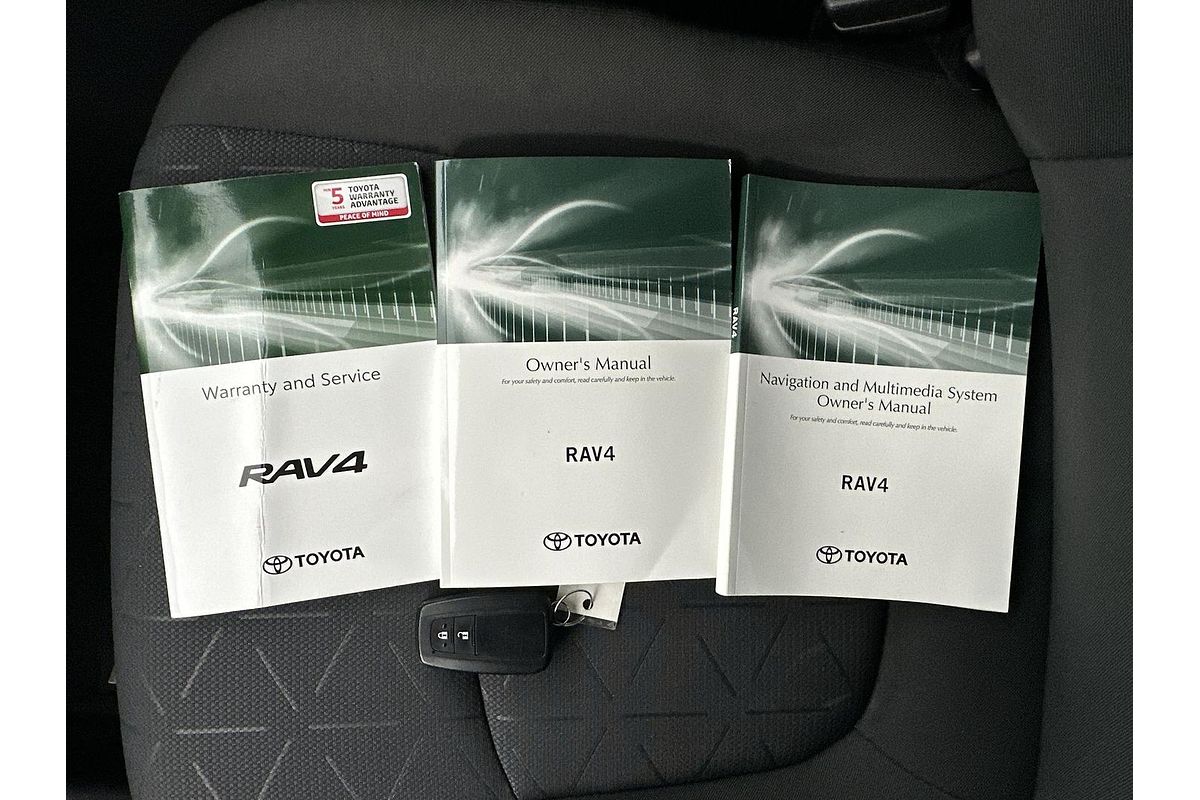 5
YEARS
TOYOTA
WARRANTY
ADVANTAGE
PEACE OF MIND
Warranty and Service
RAV4
TOYOTA
Owner's Manual
For your safety and comfort, read carefully and keep in the vehicle.
RAV4
TOYOTA
RAV4
Navigation and Multimedia System
Owner's Manual
For your safety and comfort, read carefully and keep in the vehicle.
RAV4
TOYOTA